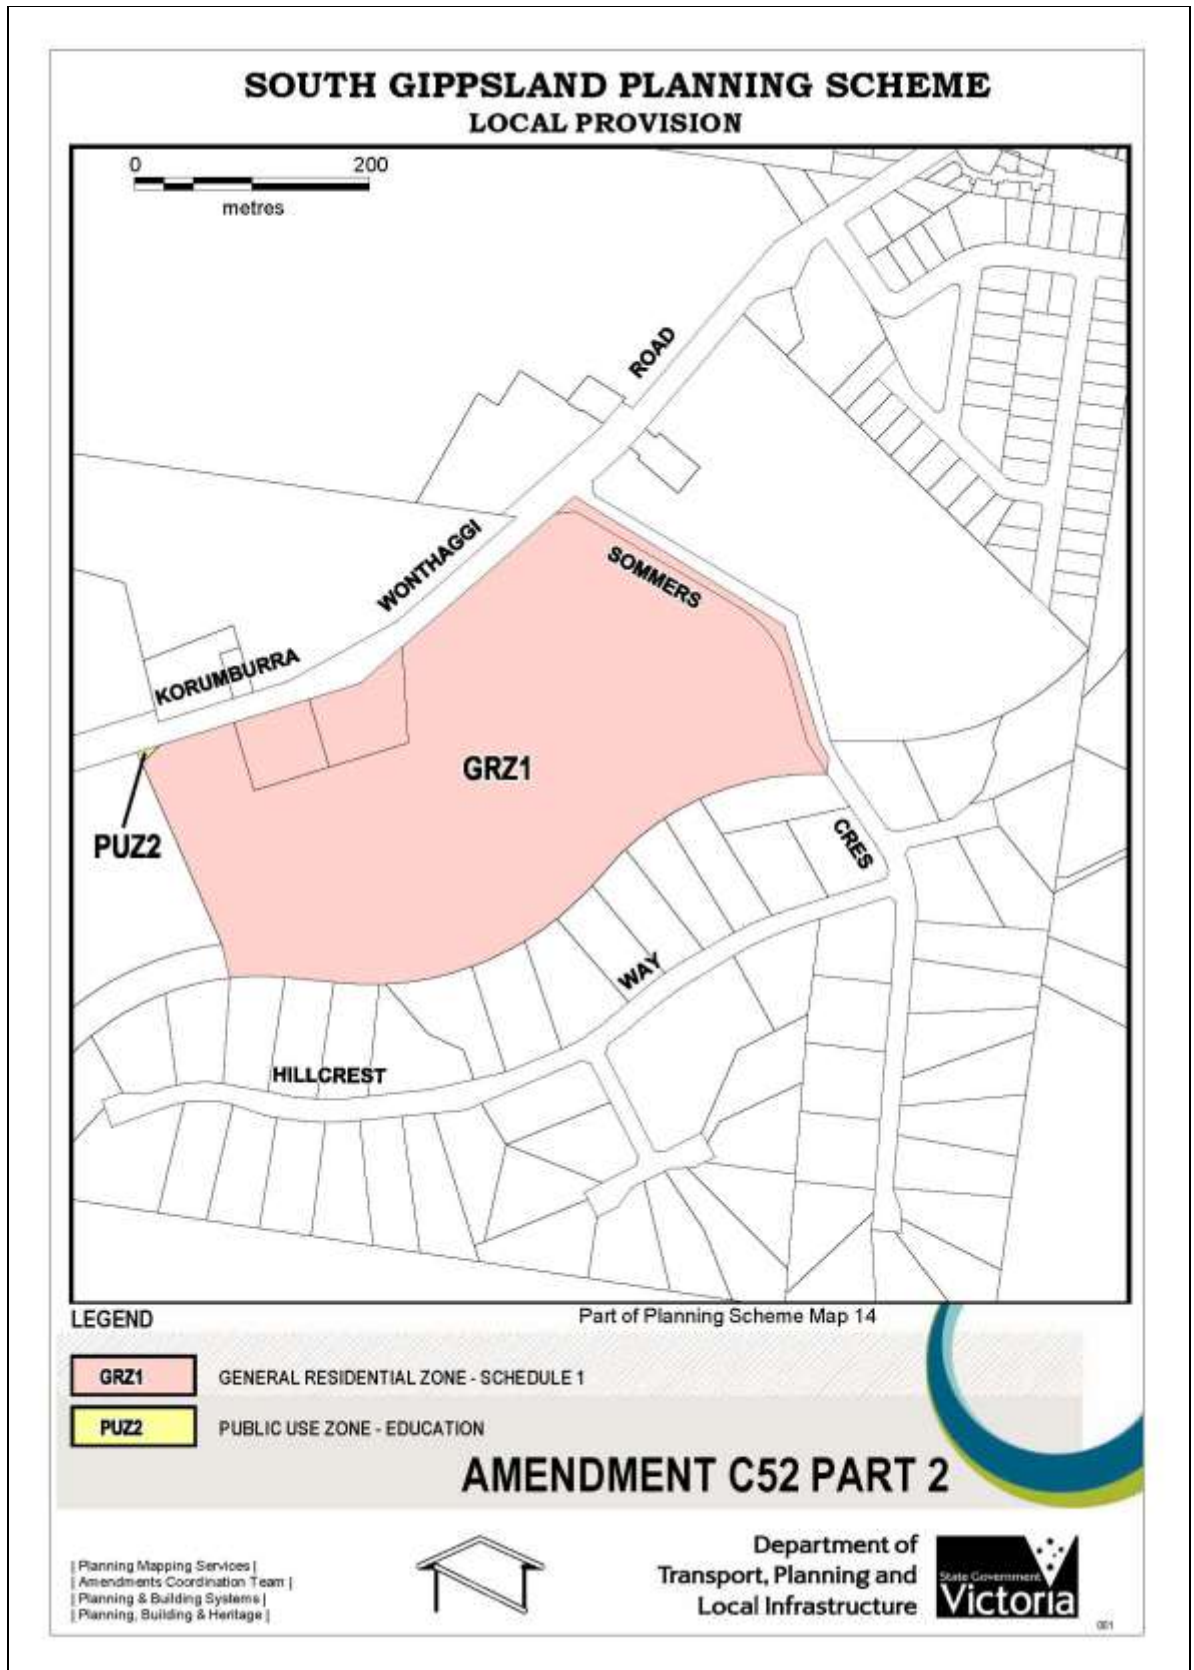 SOUTH GIPPSLAND PLANNING SCHEME
LOCAL PROVISION
0 200
metres
ROAD
WONTHAGGI
SOMMERS
KORUMBURRA
GRZ1
PUZ2
CRES
WAY
HILLCREST
LEGEND
Part of Planning Scheme Map 14
GRZ1 GENERAL RESIDENTIAL ZONE - SCHEDULE 1
PUZ2 PUBLIC USE ZONE - EDUCATION
AMENDMENT C52 PART 2
| Planning Mapping Services |
| Amendments Coordination Team |
| Planning & Building Systems |
| Planning, Building & Heritage |
Department of
Transport, Planning and
Local Infrastructure
State Government
Victoria
001